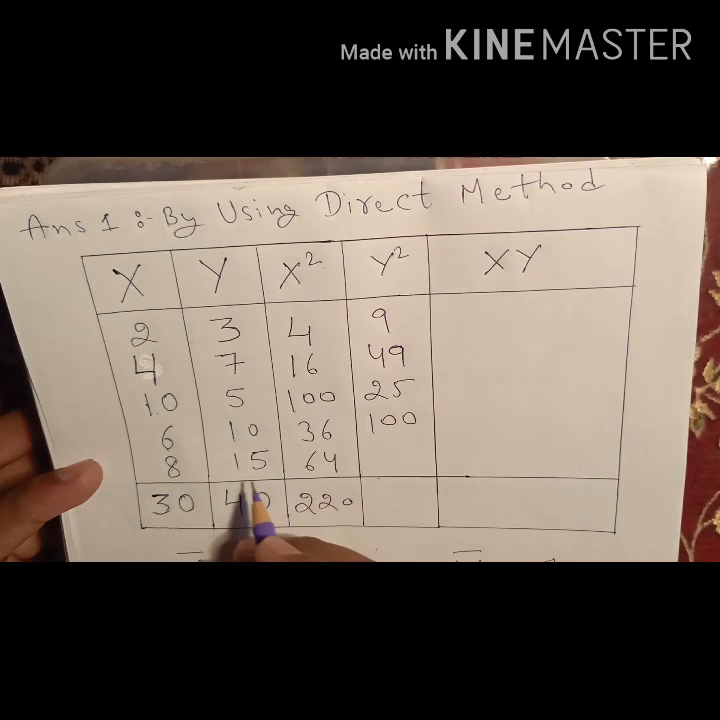 Made with KINEMASTER
Ans 1 :- By Using Direct Method
X Y X² Y² XY
2 3 4 9
4 7 16 49
10 5 100 25
6 10 36 100
8 15 64
30 40 220